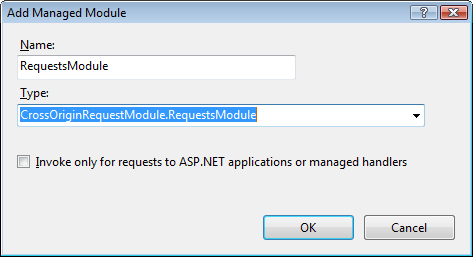 Add Managed Module
Name:
RequestsModule
Type:
CrossOriginRequestModule.RequestsModule
Invoke only for requests to ASP.NET applications or managed handlers
OK
Cancel